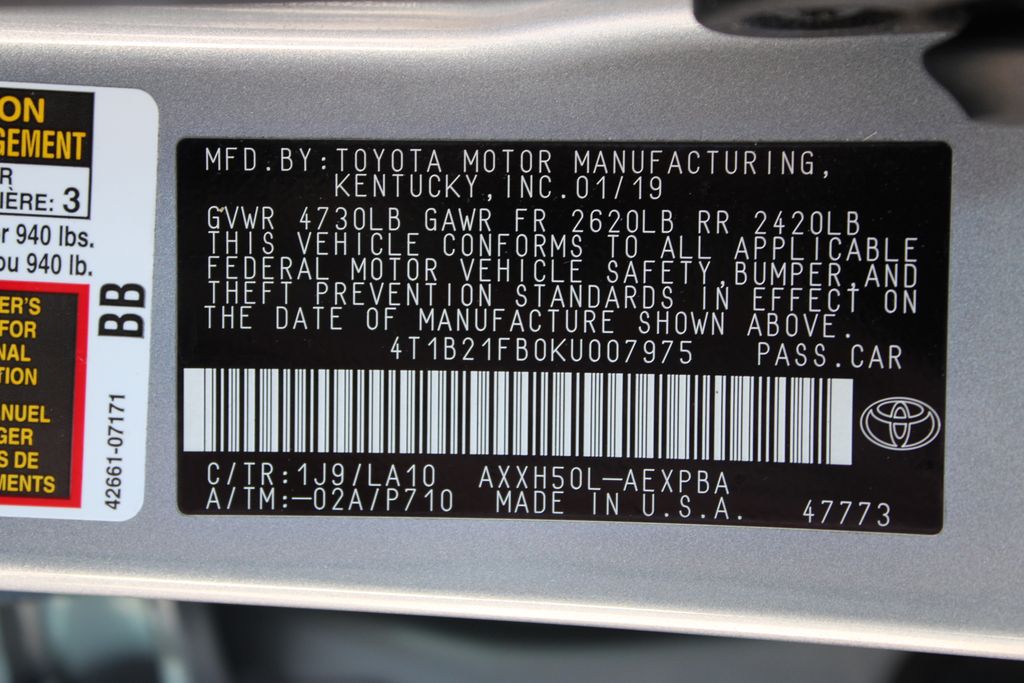 ON
GEMENT
R
IÈRE: 3
r 940 lbs.
ou 940 lb.
ER'S
FOR
NAL
TION
ANUEL
GER
S DE
MENTS
BB
42661-07171
MFD.BY:TOYOTA MOTOR MANUFACTURING,
KENTUCKY,INC.01/19
GVWR 4730LB GAWR FR 2620LB RR 2420LB
THIS VEHICLE CONFORMS TO ALL APPLICABLE
FEDERAL MOTOR VEHICLE SAFETY,BUMPER,AND
THEFT PREVENTION STANDARDS IN EFFECT ON
THE DATE OF MANUFACTURE SHOWN ABOVE.
4T1B21FB0KU007975 PASS.CAR
C/TR:1J9/LA10 AXXH50L-AEXPBA
A/TM:-02A/P710 MADE IN U.S.A. 47773